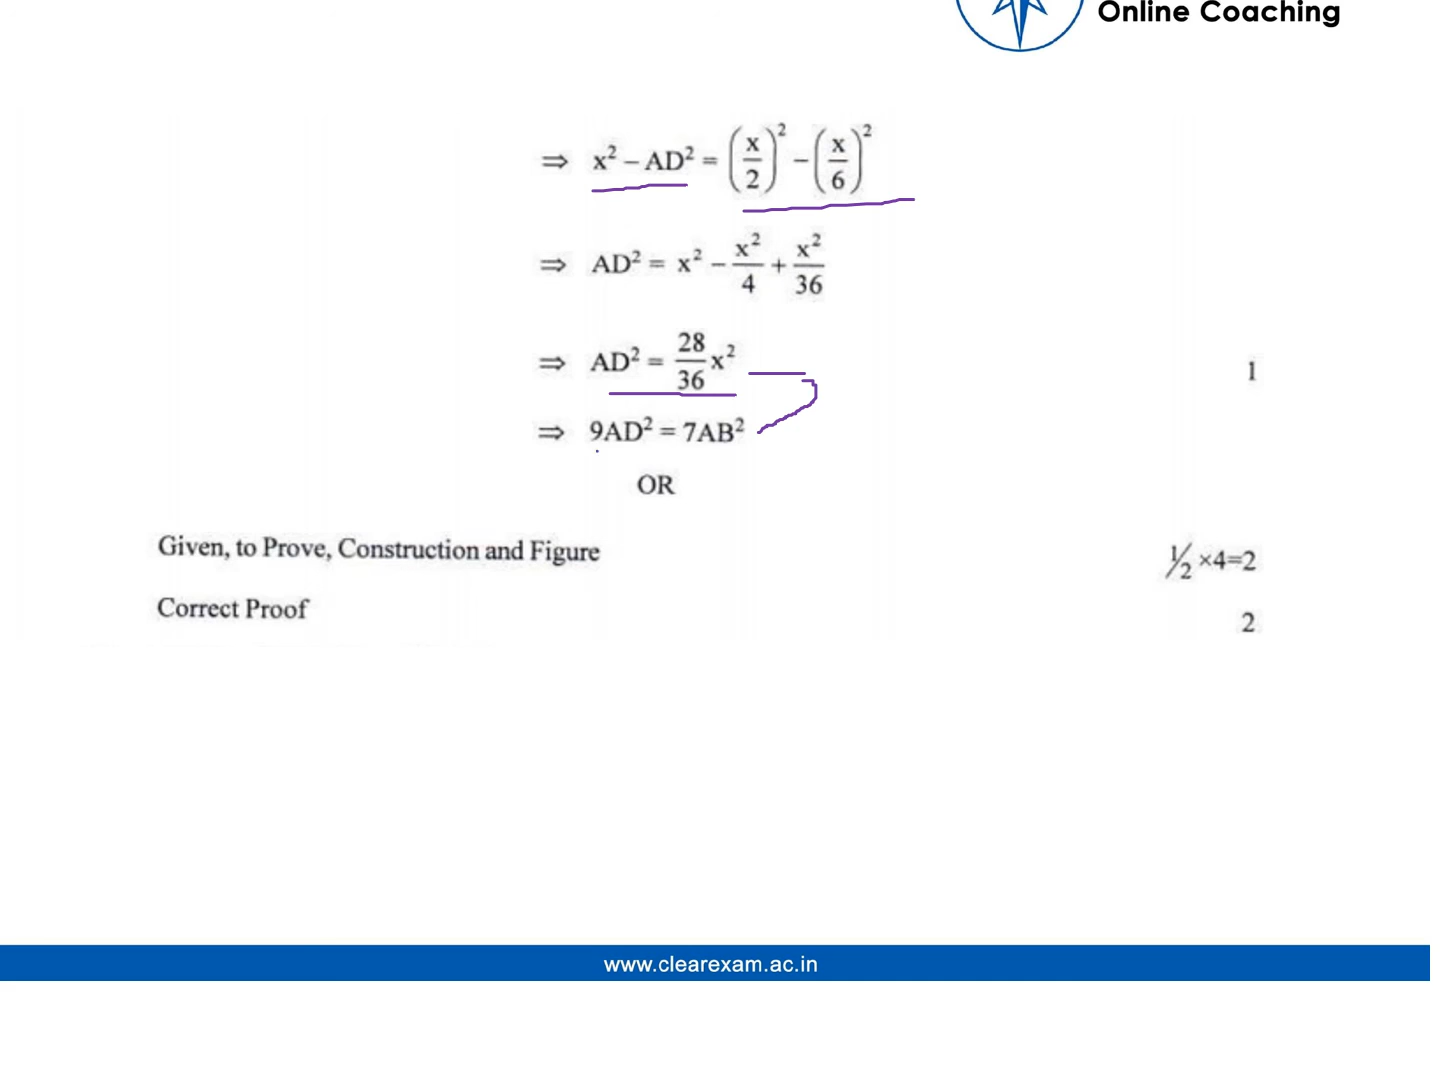 Online Coaching
⇒ x² – AD² = (x/2)² – (x/6)²
⇒ AD² = x² – x²/4 + x²/36
⇒ AD² = 28/36 x² 1
⇒ 9AD² = 7AB²
OR
Given, to Prove, Construction and Figure ½ ×4=2
Correct Proof 2
www.clearexam.ac.in